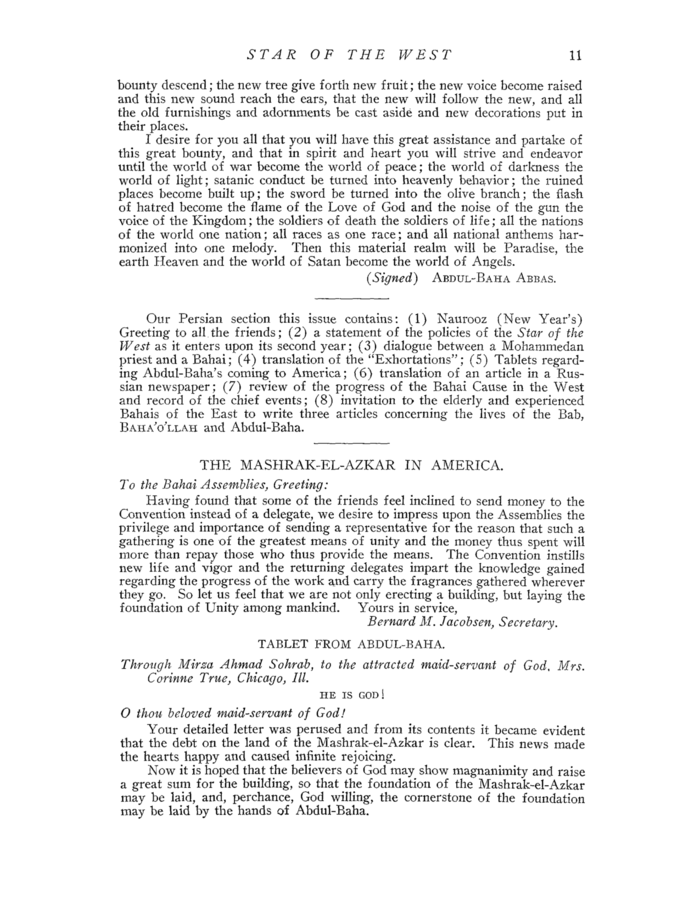 STAR OF THE WEST 11
bounty descend; the new tree give forth new fruit; the new voice become raised
and this new sound reach the ears, that the new will follow the new, and all
the old furnishings and adornments be cast aside and new decorations put in
their places.
I desire for you all that you will have this great assistance and partake of
this great bounty, and that in spirit and heart you will strive and endeavor
until the world of war become the world of peace; the world of darkness the
world of light; satanic conduct be turned into heavenly behavior; the ruined
places become built up; the sword be turned into the olive branch; the flash
of hatred become the flame of the Love of God and the noise of the gun the
voice of the Kingdom; the soldiers of death the soldiers of life; all the nations
of the world one nation; all races as one race; and all national anthems har-
monized into one melody. Then this material realm will be Paradise, the
earth Heaven and the world of Satan become the world of Angels.
(Signed) ABDUL-BAHA ABBAS.
Our Persian section this issue contains: (1) Naurooz (New Year's)
Greeting to all the friends; (2) a statement of the policies of the Star of the
West as it enters upon its second year; (3) dialogue between a Mohammedan
priest and a Bahai; (4) translation of the "Exhortations"; (5) Tablets regard-
ing Abdul-Baha's coming to America; (6) translation of an article in a Rus-
sian newspaper; (7) review of the progress of the Bahai Cause in the West
and record of the chief events; (8) invitation to the elderly and experienced
Bahais of the East to write three articles concerning the lives of the Bab,
BAHA'O'LLAH and Abdul-Baha.
THE MASHRAK-EL-AZKAR IN AMERICA.
To the Bahai Assemblies, Greeting:
Having found that some of the friends feel inclined to send money to the
Convention instead of a delegate, we desire to impress upon the Assemblies the
privilege and importance of sending a representative for the reason that such a
gathering is one of the greatest means of unity and the money thus spent will
more than repay those who thus provide the means. The Convention instills
new life and vigor and the returning delegates impart the knowledge gained
regarding the progress of the work and carry the fragrances gathered wherever
they go. So let us feel that we are not only erecting a building, but laying the
foundation of Unity among mankind. Yours in service,
Bernard M. Jacobsen, Secretary.
TABLET FROM ABDUL-BAHA.
Through Mirza Ahmad Sohrab, to the attracted maid-servant of God, Mrs.
Corinne True, Chicago, Ill.
HE IS GOD!
O thou beloved maid-servant of God!
Your detailed letter was perused and from its contents it became evident
that the debt on the land of the Mashrak-el-Azkar is clear. This news made
the hearts happy and caused infinite rejoicing.
Now it is hoped that the believers of God may show magnanimity and raise
a great sum for the building, so that the foundation of the Mashrak-el-Azkar
may be laid, and, perchance, God willing, the cornerstone of the foundation
may be laid by the hands of Abdul-Baha.